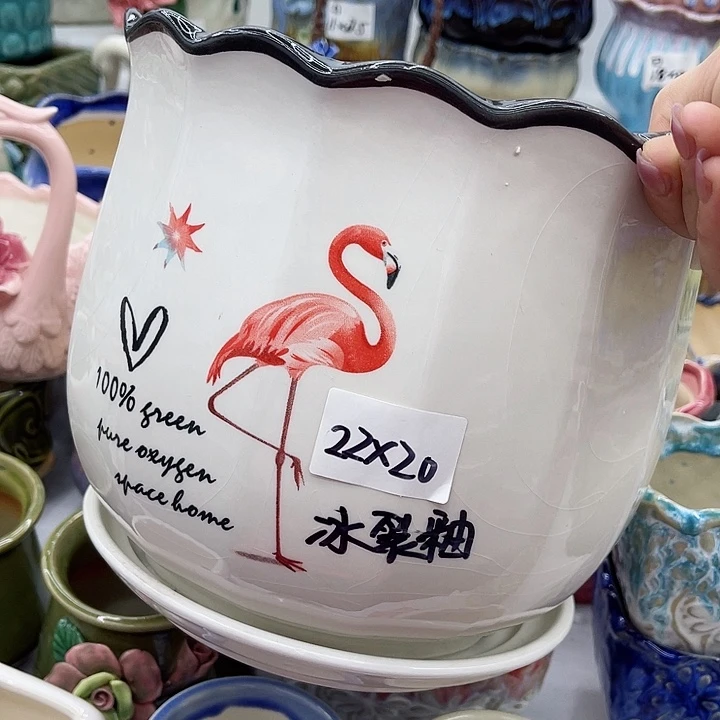 100% green
pure oxygen
space home
22X20
冰裂釉